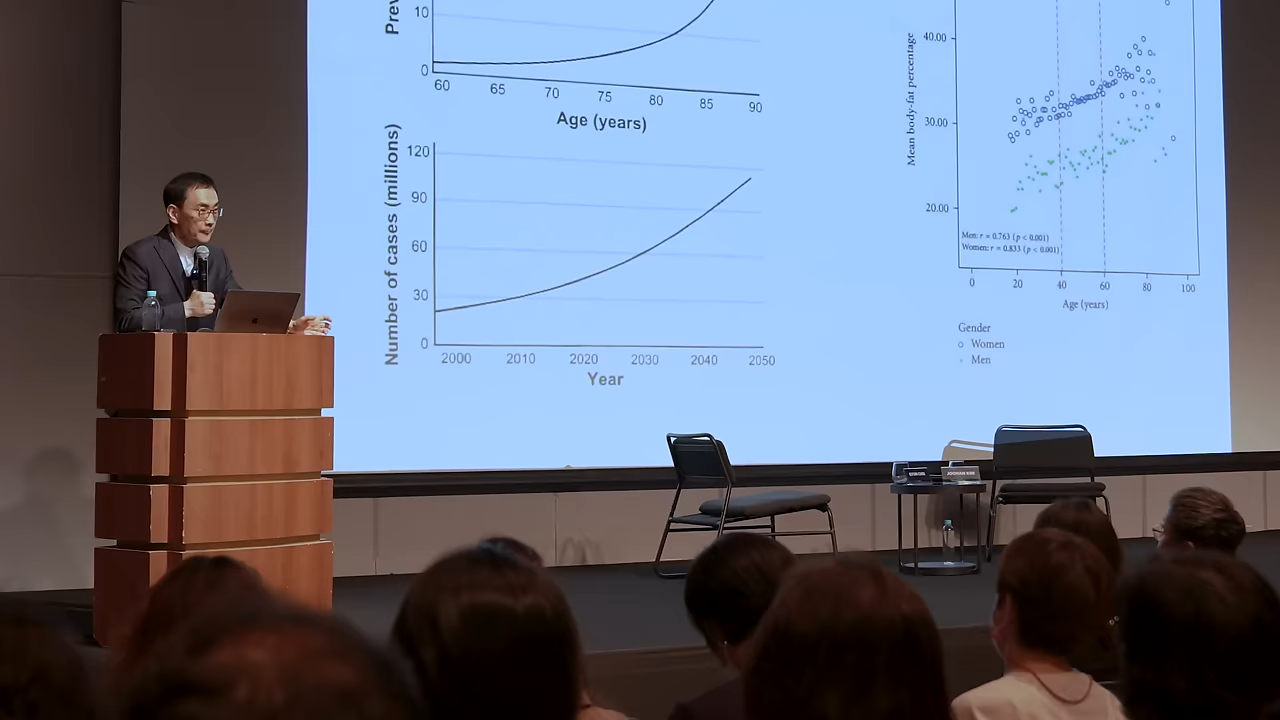 Prev
10
0
60 65 70 75 80 85 90
Age (years)
Number of cases (millions)
120
90
60
30
0
2000 2010 2020 2030 2040 2050
Year
Mean body-fat percentage
40.00
30.00
20.00
Men: r = 0.763 (p < 0.001)
Women: r = 0.833 (p < 0.001)
0 20 40 60 80 100
Age (years)
Gender
Women
Men